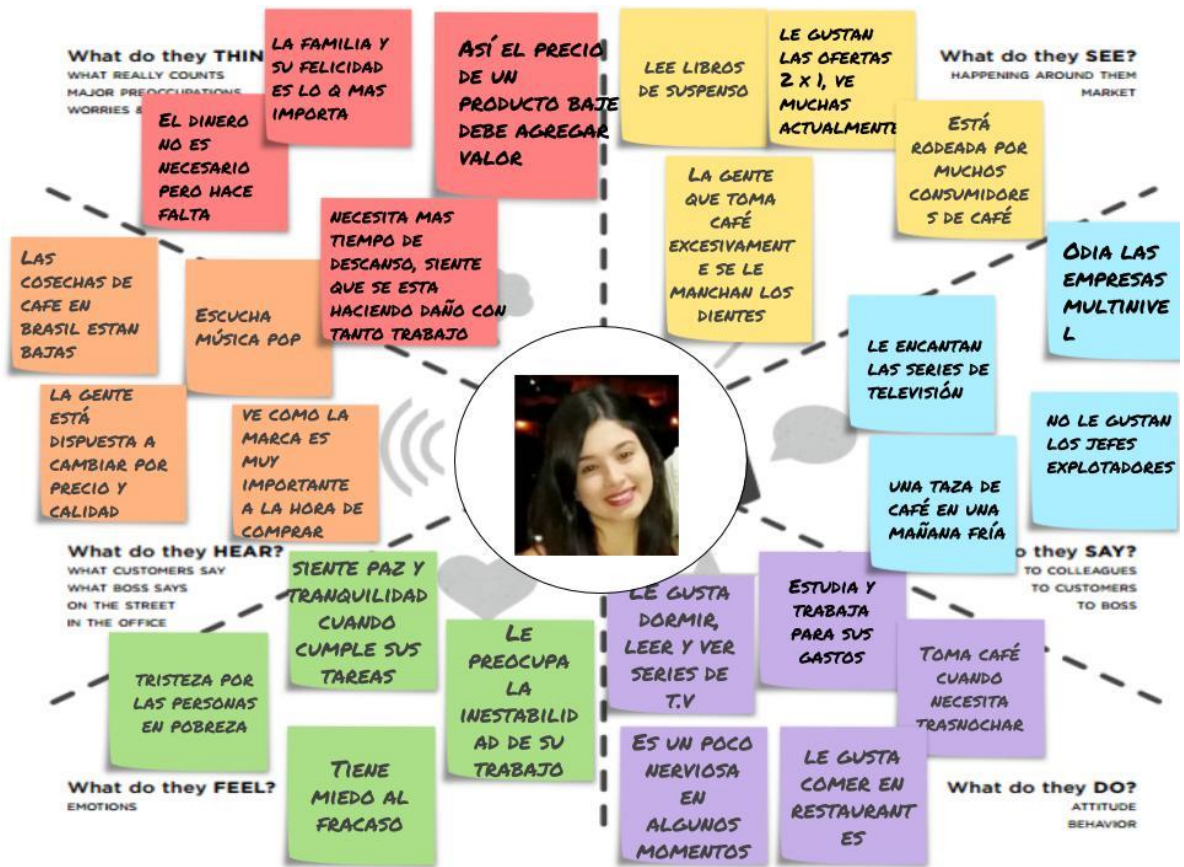 What do they THIN
WHAT REALLY COUNTS
MAJOR PREOCCUPATIONS
WORRIES &
LA FAMILIA Y
SU FELICIDAD
ES LO Q MAS
IMPORTA
EL DINERO
NO ES
NECESARIO
PERO HACE
FALTA
ASÍ EL PRECIO
DE UN
PRODUCTO BAJE
DEBE AGREGAR
VALOR
NECESITA MAS
TIEMPO DE
DESCANSO, SIENTE
QUE SE ESTA
HACIENDO DAÑO CON
TANTO TRABAJO
What do they SEE?
HAPPENING AROUND THEM
MARKET
LEE LIBROS
DE SUSPENSO
LE GUSTAN
LAS OFERTAS
2 X 1, VE
MUCHAS
ACTUALMENTE
ESTÁ
RODEADA POR
MUCHOS
CONSUMIDORE
S DE CAFÉ
LA GENTE
QUE TOMA
CAFÉ
EXCESIVAMENT
E SE LE
MANCHAN LOS
DIENTES
LAS
COSECHAS DE
CAFE EN
BRASIL ESTAN
BAJAS
ESCUCHA
MÚSICA POP
LA GENTE
ESTÁ
DISPUESTA A
CAMBIAR POR
PRECIO Y
CALIDAD
VE COMO LA
MARCA ES
MUY
IMPORTANTE
A LA HORA DE
COMPRAR
What do they HEAR?
WHAT CUSTOMERS SAY
WHAT BOSS SAYS
ON THE STREET
IN THE OFFICE
ODIA LAS
EMPRESAS
MULTINIVE
L
LE ENCANTAN
LAS SERIES DE
TELEVISIÓN
NO LE GUSTAN
LOS JEFES
EXPLOTADORES
UNA TAZA DE
CAFÉ EN UNA
MAÑANA FRÍA
they SAY?
TO COLLEAGUES
TO CUSTOMERS
TO BOSS
SIENTE PAZ Y
TRANQUILIDAD
CUANDO
CUMPLE SUS
TAREAS
TRISTEZA POR
LAS PERSONAS
EN POBREZA
LE
PREOCUPA
LA
INESTABILID
AD DE SU
TRABAJO
TIENE
MIEDO AL
FRACASO
What do they FEEL?
EMOTIONS
LE GUSTA
DORMIR,
LEER Y VER
SERIES DE
T.V
ESTUDIA Y
TRABAJA
PARA SUS
GASTOS
TOMA CAFÉ
CUANDO
NECESITA
TRASNOCHAR
ES UN POCO
NERVIOSA
EN
ALGUNOS
MOMENTOS
LE GUSTA
COMER EN
RESTAURANT
ES
What do they DO?
ATTITUDE
BEHAVIOR